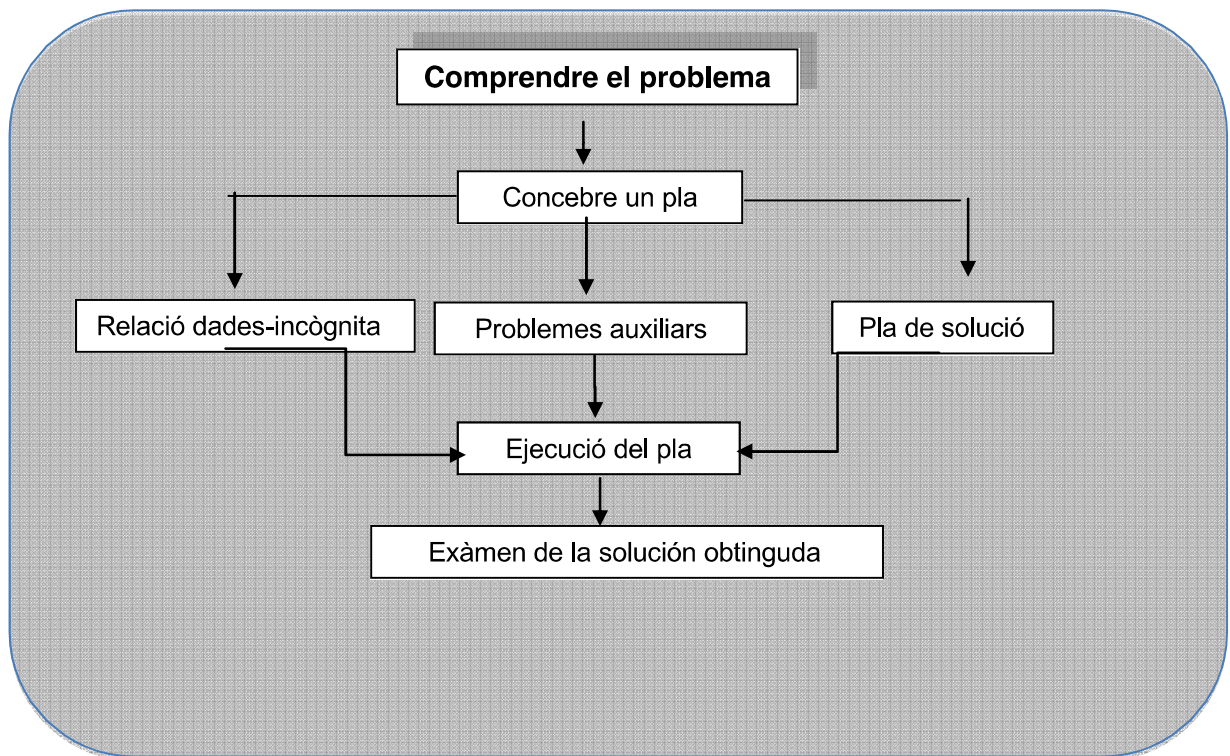 Comprendre el problema
Concebre un pla
Relació dades-incògnita
Problemes auxiliars
Pla de solució
Ejecució del pla
Exàmen de la solución obtinguda